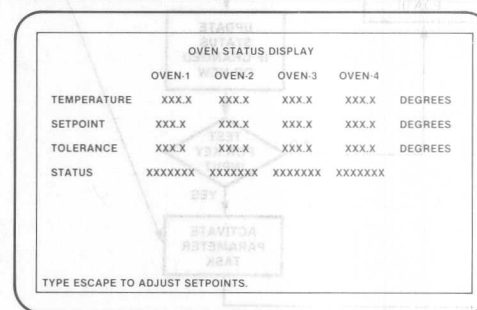 OVEN STATUS DISPLAY
OVEN-1 OVEN-2 OVEN-3 OVEN-4
TEMPERATURE XXX.X XXX.X XXX.X XXX.X DEGREES
SETPOINT XXX.X XXX.X XXX.X XXX.X DEGREES
TOLERANCE XXX.X XXX.X XXX.X XXX.X DEGREES
STATUS XXXXXXX XXXXXXX XXXXXXX XXXXXXX
TYPE ESCAPE TO ADJUST SETPOINTS.